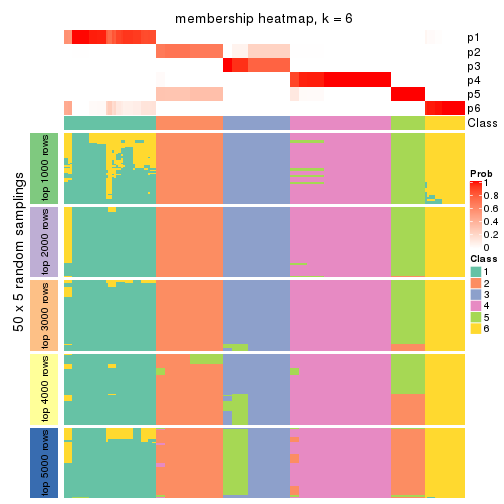 membership heatmap, k = 6
p1
p2
p3
p4
p5
p6
Class
50 x 5 random samplings
top 1000 rows
top 2000 rows
top 3000 rows
top 4000 rows
top 5000 rows
Prob
1
0.8
0.6
0.4
0.2
0
Class
1
2
3
4
5
6